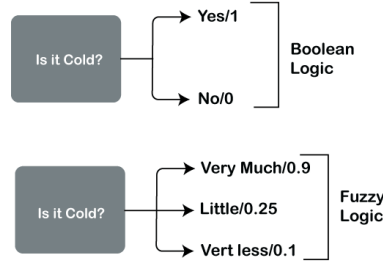 Is it Cold?
Yes/1
No/0
Boolean
Logic
Is it Cold?
Very Much/0.9
Little/0.25
Vert less/0.1
Fuzzy
Logic